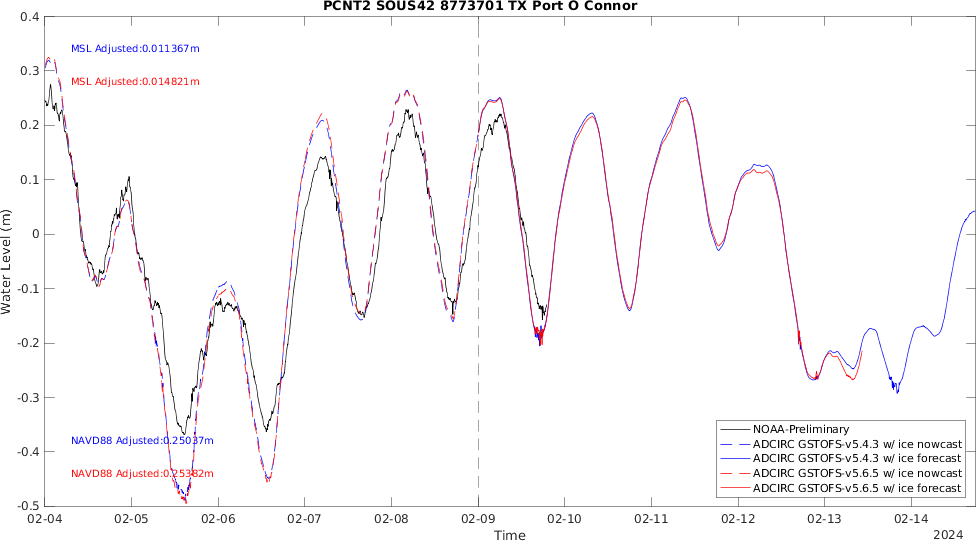 PCNT2 SOUS42 8773701 TX Port O Connor
0.4
MSL Adjusted:0.011367m
0.3
MSL Adjusted:0.014821m
0.2
0.1
0
Water Level (m)
-0.1
-0.2
-0.3
NOAA-Preliminary
NAVD88 Adjusted:0.25037m
ADCIRC GSTOFS-v5.4.3 w/ ice nowcast
-0.4
ADCIRC GSTOFS-v5.4.3 w/ ice forecast
NAVD88 Adjusted:0.25382m
ADCIRC GSTOFS-v5.6.5 w/ ice nowcast
ADCIRC GSTOFS-v5.6.5 w/ ice forecast
-0.5
02-04 02-05 02-06 02-07 02-08 02-09 02-10 02-11 02-12 02-13 02-14
Time
2024